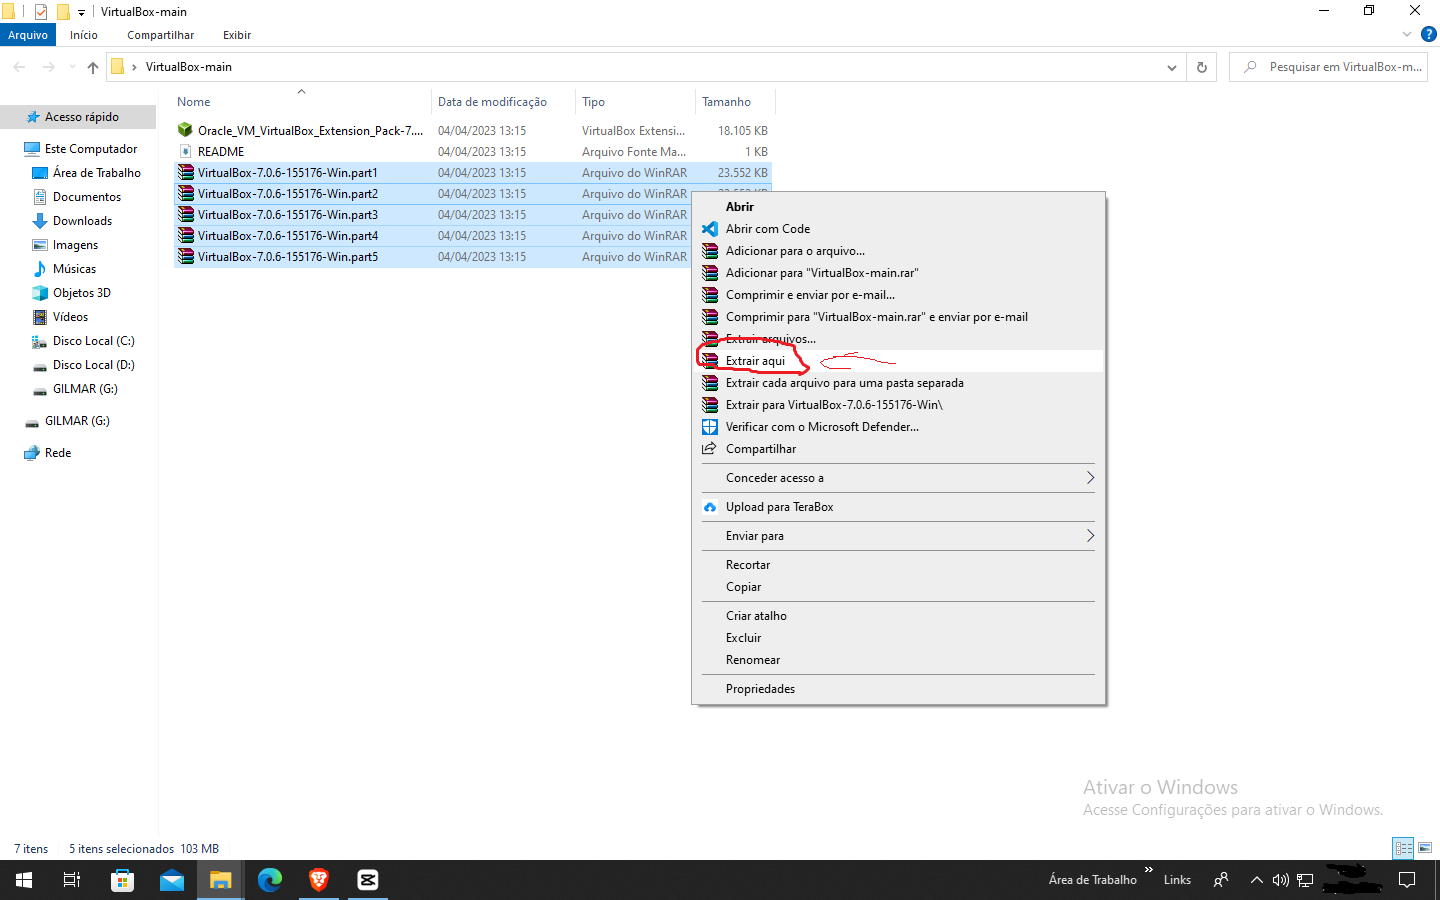 VirtualBox-main
Arquivo Início Compartilhar Exibir
VirtualBox-main
Pesquisar em VirtualBox-m...
Nome Data de modificação Tipo Tamanho
Oracle_VM_VirtualBox_Extension_Pack-7.... 04/04/2023 13:15 VirtualBox Extensi... 18.105 KB
README 04/04/2023 13:15 Arquivo Fonte Ma... 1 KB
VirtualBox-7.0.6-155176-Win.part1 04/04/2023 13:15 Arquivo do WinRAR 23.552 KB
VirtualBox-7.0.6-155176-Win.part2 04/04/2023 13:15 Arquivo do WinRAR
VirtualBox-7.0.6-155176-Win.part3 04/04/2023 13:15 Arquivo do WinRAR
VirtualBox-7.0.6-155176-Win.part4 04/04/2023 13:15 Arquivo do WinRAR
VirtualBox-7.0.6-155176-Win.part5 04/04/2023 13:15 Arquivo do WinRAR
Acesso rápido
Este Computador
Área de Trabalho
Documentos
Downloads
Imagens
Músicas
Objetos 3D
Vídeos
Disco Local (C:)
Disco Local (D:)
GILMAR (G:)
GILMAR (G:)
Rede
Abrir
Abrir com Code
Adicionar para o arquivo...
Adicionar para "VirtualBox-main.rar"
Comprimir e enviar por e-mail...
Comprimir para "VirtualBox-main.rar" e enviar por e-mail
Extrair arquivos...
Extrair aqui
Extrair cada arquivo para uma pasta separada
Extrair para VirtualBox-7.0.6-155176-Win\
Verificar com o Microsoft Defender...
Compartilhar
Conceder acesso a
Upload para TeraBox
Enviar para
Recortar
Copiar
Criar atalho
Excluir
Renomear
Propriedades
Ativar o Windows
Acesse Configurações para ativar o Windows.
7 itens 5 itens selecionados 103 MB
Área de Trabalho Links